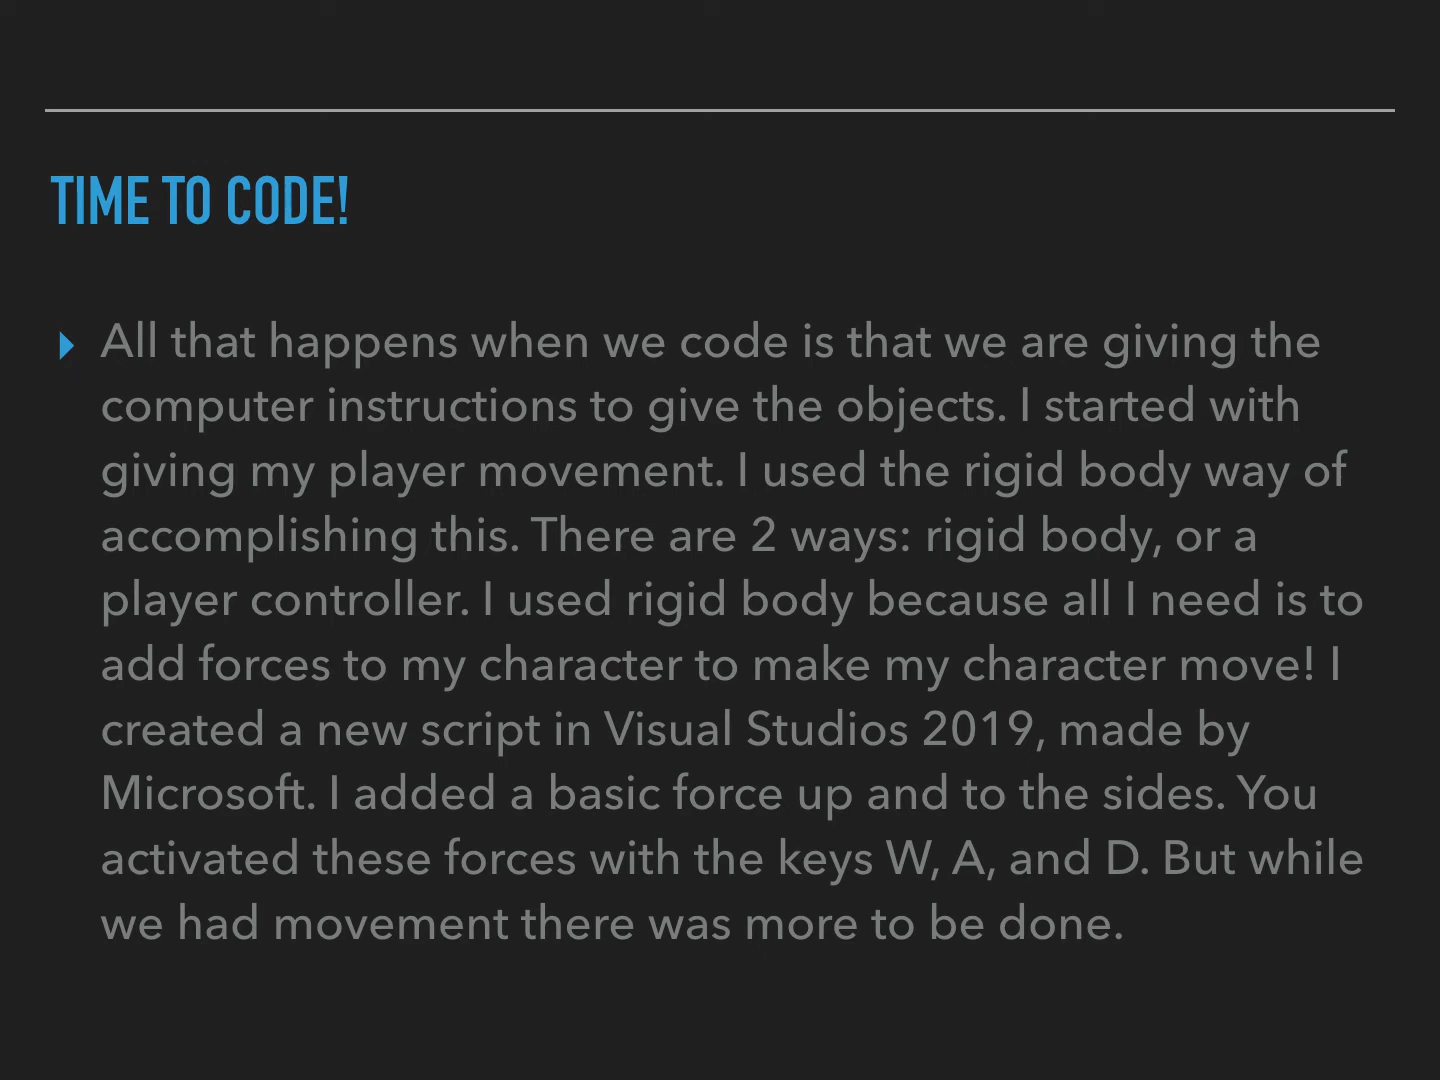 TIME TO CODE!
All that happens when we code is that we are giving the
computer instructions to give the objects. I started with
giving my player movement. I used the rigid body way of
accomplishing this. There are 2 ways: rigid body, or a
player controller. I used rigid body because all I need is to
add forces to my character to make my character move! I
created a new script in Visual Studios 2019, made by
Microsoft. I added a basic force up and to the sides. You
activated these forces with the keys W, A, and D. But while
we had movement there was more to be done.